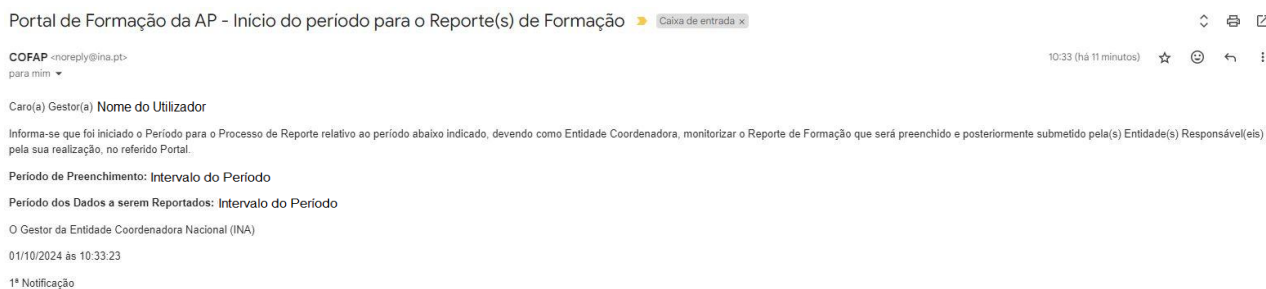 Portal de Formação da AP - Início do período para o Reporte(s) de Formação Caixa de entrada x
COFAP <noreply@ina.pt> 10:33 (há 11 minutos)
para mim
Caro(a) Gestor(a) Nome do Utilizador
Informa-se que foi iniciado o Período para o Processo de Reporte relativo ao período abaixo indicado, devendo como Entidade Coordenadora, monitorizar o Reporte de Formação que será preenchido e posteriormente submetido pela(s) Entidade(s) Responsável(eis)
pela sua realização, no referido Portal.
Período de Preenchimento: Intervalo do Período
Período dos Dados a serem Reportados: Intervalo do Período
O Gestor da Entidade Coordenadora Nacional (INA)
01/10/2024 às 10:33:23
1ª Notificação